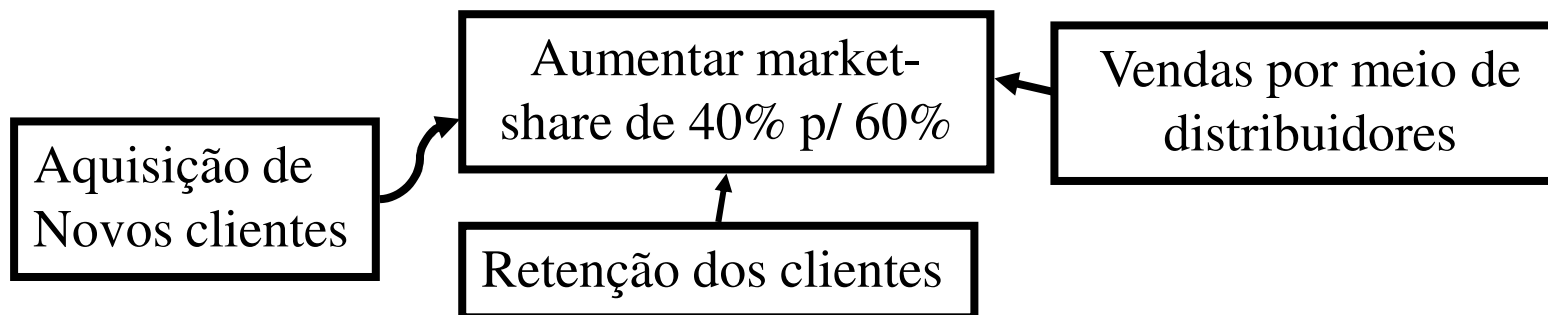 Aumentar market-
share de 40% p/ 60%
Vendas por meio de
distribuidores
Aquisição de
Novos clientes
Retenção dos clientes